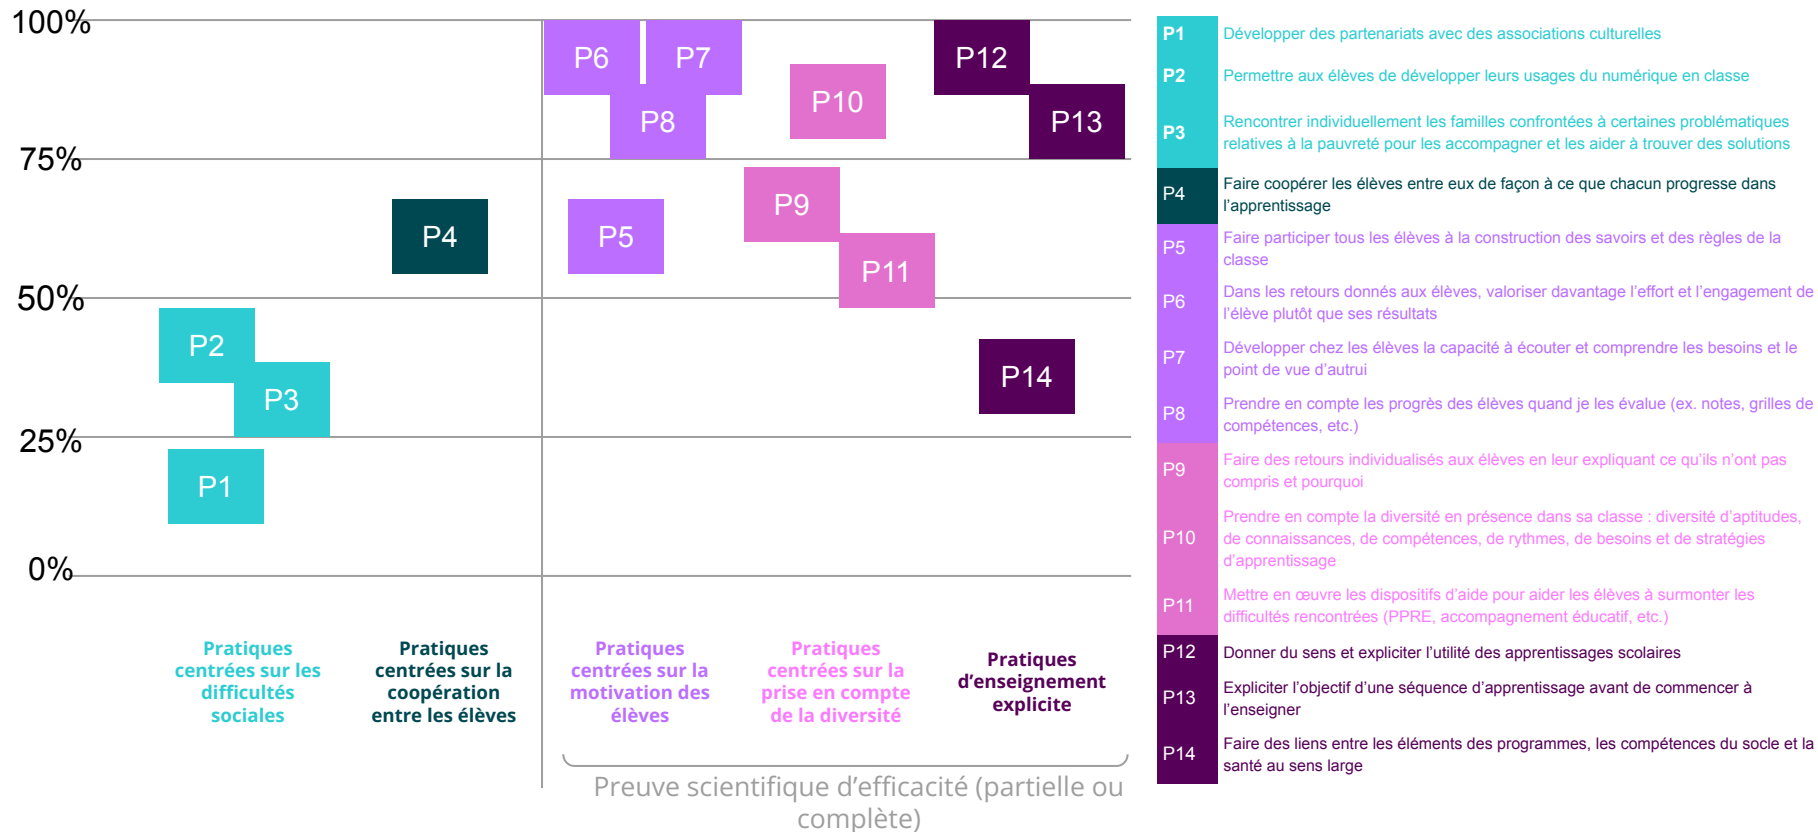 100%
75%
50%
25%
0%
P6
P7
P12
P10
P8
P13
P9
P4
P5
P11
P2
P14
P3
P1
Pratiques
centrées sur les
difficultés
sociales
Pratiques
centrées sur la
coopération
entre les élèves
Pratiques
centrées sur la
motivation des
élèves
Pratiques
centrées sur la
prise en compte
de la diversité
Pratiques
d’enseignement
explicite
Preuve scientifique d’efficacité (partielle ou
complète)
P1 Développer des partenariats avec des associations culturelles
P2 Permettre aux élèves de développer leurs usages du numérique en classe
P3 Rencontrer individuellement les familles confrontées à certaines problématiques
relatives à la pauvreté pour les accompagner et les aider à trouver des solutions
P4 Faire coopérer les élèves entre eux de façon à ce que chacun progresse dans
l’apprentissage
P5 Faire participer tous les élèves à la construction des savoirs et des règles de la
classe
P6 Dans les retours donnés aux élèves, valoriser davantage l’effort et l’engagement de
l’élève plutôt que ses résultats
P7 Développer chez les élèves la capacité à écouter et comprendre les besoins et le
point de vue d’autrui
P8 Prendre en compte les progrès des élèves quand je les évalue (ex. notes, grilles de
compétences, etc.)
P9 Faire des retours individualisés aux élèves en leur expliquant ce qu’ils n’ont pas
compris et pourquoi
P10 Prendre en compte la diversité en présence dans sa classe : diversité d’aptitudes,
de connaissances, de compétences, de rythmes, de besoins et de stratégies
d’apprentissage
P11 Mettre en œuvre les dispositifs d’aide pour aider les élèves à surmonter les
difficultés rencontrées (PPRE, accompagnement éducatif, etc.)
P12 Donner du sens et expliciter l’utilité des apprentissages scolaires
P13 Expliciter l’objectif d’une séquence d’apprentissage avant de commencer à
l’enseigner
P14 Faire des liens entre les éléments des programmes, les compétences du socle et la
santé au sens large